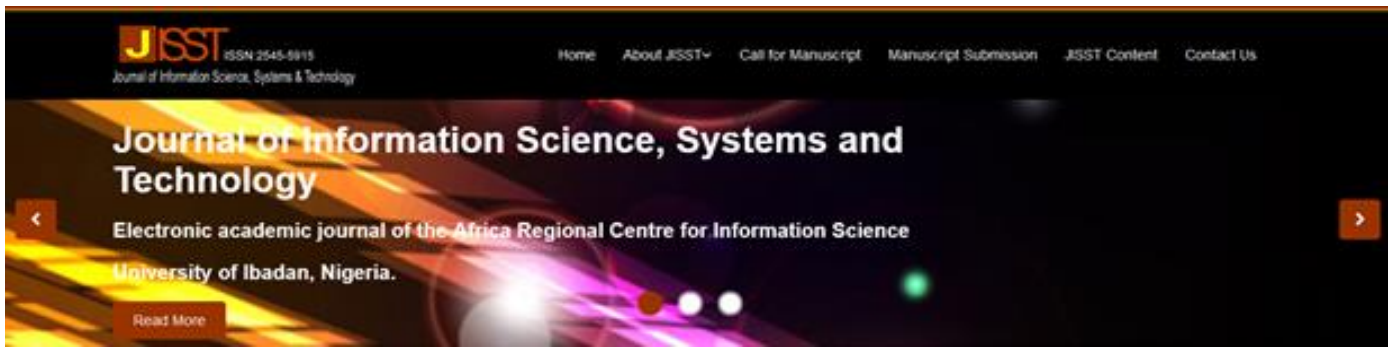 JISST ISSN 2545-5915
Journal of Information Science, Systems & Technology
Home About JISST Call for Manuscript Manuscript Submission JISST Content Contact Us
Journal of Information Science, Systems and
Technology
Electronic academic journal of the Africa Regional Centre for Information Science
University of Ibadan, Nigeria.
Read More